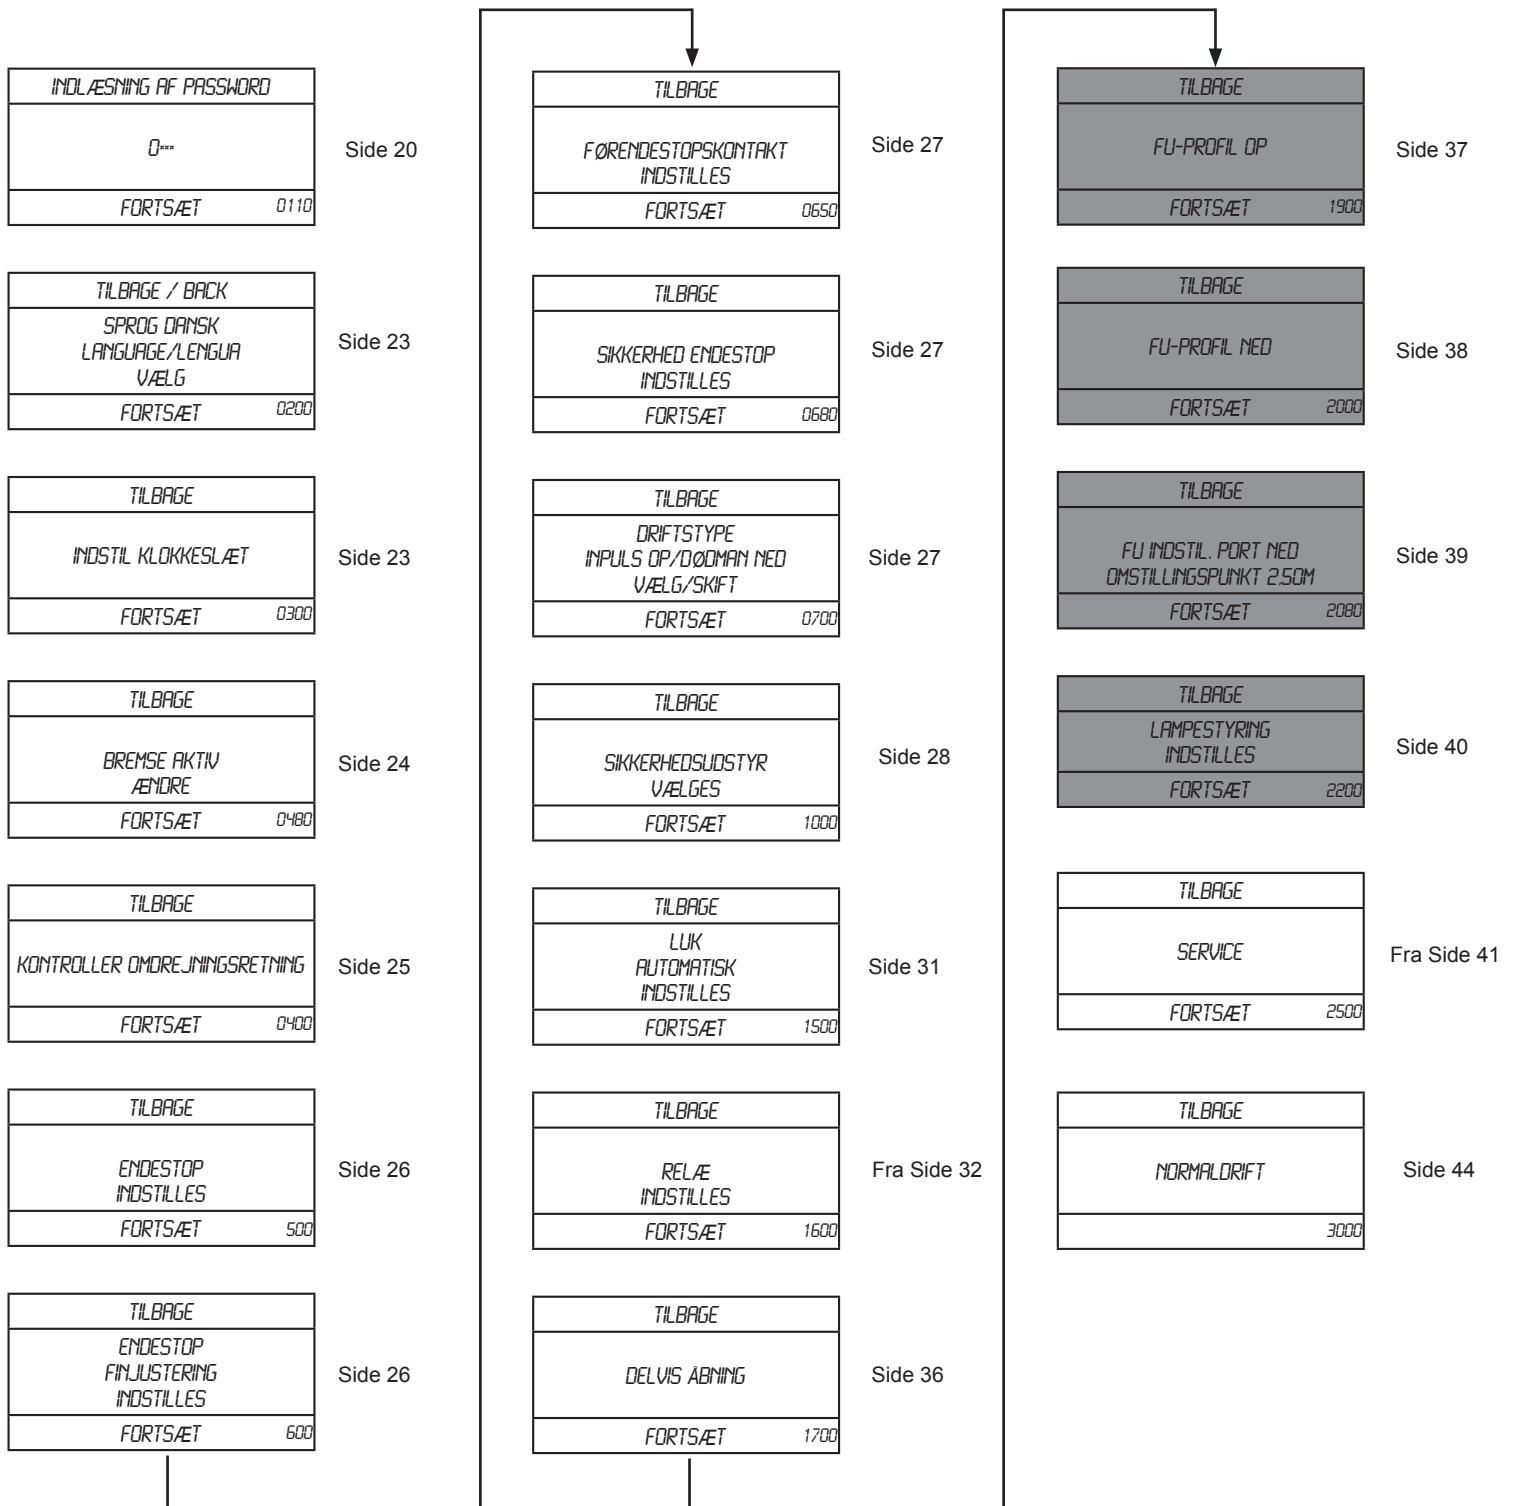 INDLÆSNING AF PASSWORD
0***
FORTSÆT 0110
Side 20
TILBAGE / BACK
SPROG DANSK
LANGUAGE/LENGUA
VÆLG
FORTSÆT 0200
Side 23
TILBAGE
INDSTIL KLOKKESLÆT
FORTSÆT 0300
Side 23
TILBAGE
BREMSE AKTIV
ÆNDRE
FORTSÆT 0480
Side 24
TILBAGE
KONTROLLER OMDREJNINGSRETNING
FORTSÆT 0400
Side 25
TILBAGE
ENDESTOP
INDSTILLES
FORTSÆT 500
Side 26
TILBAGE
ENDESTOP
FINJUSTERING
INDSTILLES
FORTSÆT 600
Side 26
TILBAGE
FØRENDESTOPSKONTAKT
INDSTILLES
FORTSÆT 0650
Side 27
TILBAGE
SIKKERHED ENDESTOP
INDSTILLES
FORTSÆT 0680
Side 27
TILBAGE
DRIFTSTYPE
INPULS OP/DØDMAN NED
VÆLG/SKIFT
FORTSÆT 0700
Side 27
TILBAGE
SIKKERHEDSUDSTYR
VÆLGES
FORTSÆT 1000
Side 28
TILBAGE
LUK
AUTOMATISK
INDSTILLES
FORTSÆT 1500
Side 31
TILBAGE
RELÆ
INDSTILLES
FORTSÆT 1600
Fra Side 32
TILBAGE
DELVIS ÅBNING
FORTSÆT 1700
Side 36
TILBAGE
FU-PROFIL OP
FORTSÆT 1900
Side 37
TILBAGE
FU-PROFIL NED
FORTSÆT 2000
Side 38
TILBAGE
FU INDSTIL. PORT NED
OMSTILLINGSPUNKT 2,50M
FORTSÆT 2080
Side 39
TILBAGE
LAMPESTYRING
INDSTILLES
FORTSÆT 2200
Side 40
TILBAGE
SERVICE
FORTSÆT 2500
Fra Side 41
TILBAGE
NORMALDRIFT
3000
Side 44